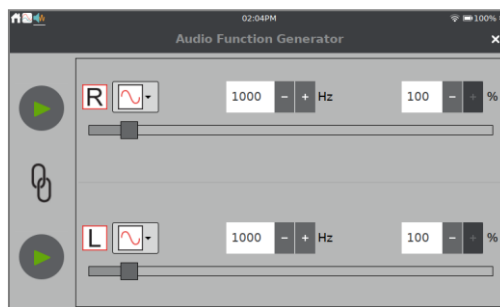 02:04PM 100%
Audio Function Generator ×
R 1000 - + Hz 100 - + %
L 1000 - + Hz 100 - + %